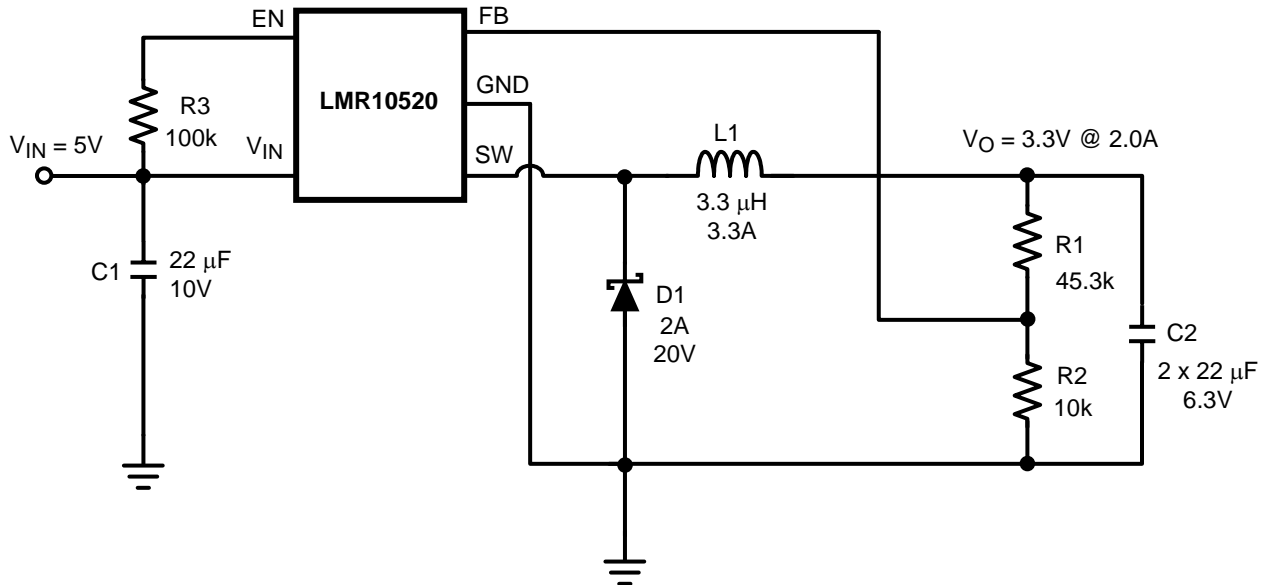 EN
FB
R3
100k
LMR10520
GND
V_IN = 5V
V_IN
SW
L1
3.3 μH
3.3A
V_O = 3.3V @ 2.0A
C1
22 μF
10V
D1
2A
20V
R1
45.3k
R2
10k
C2
2 x 22 μF
6.3V